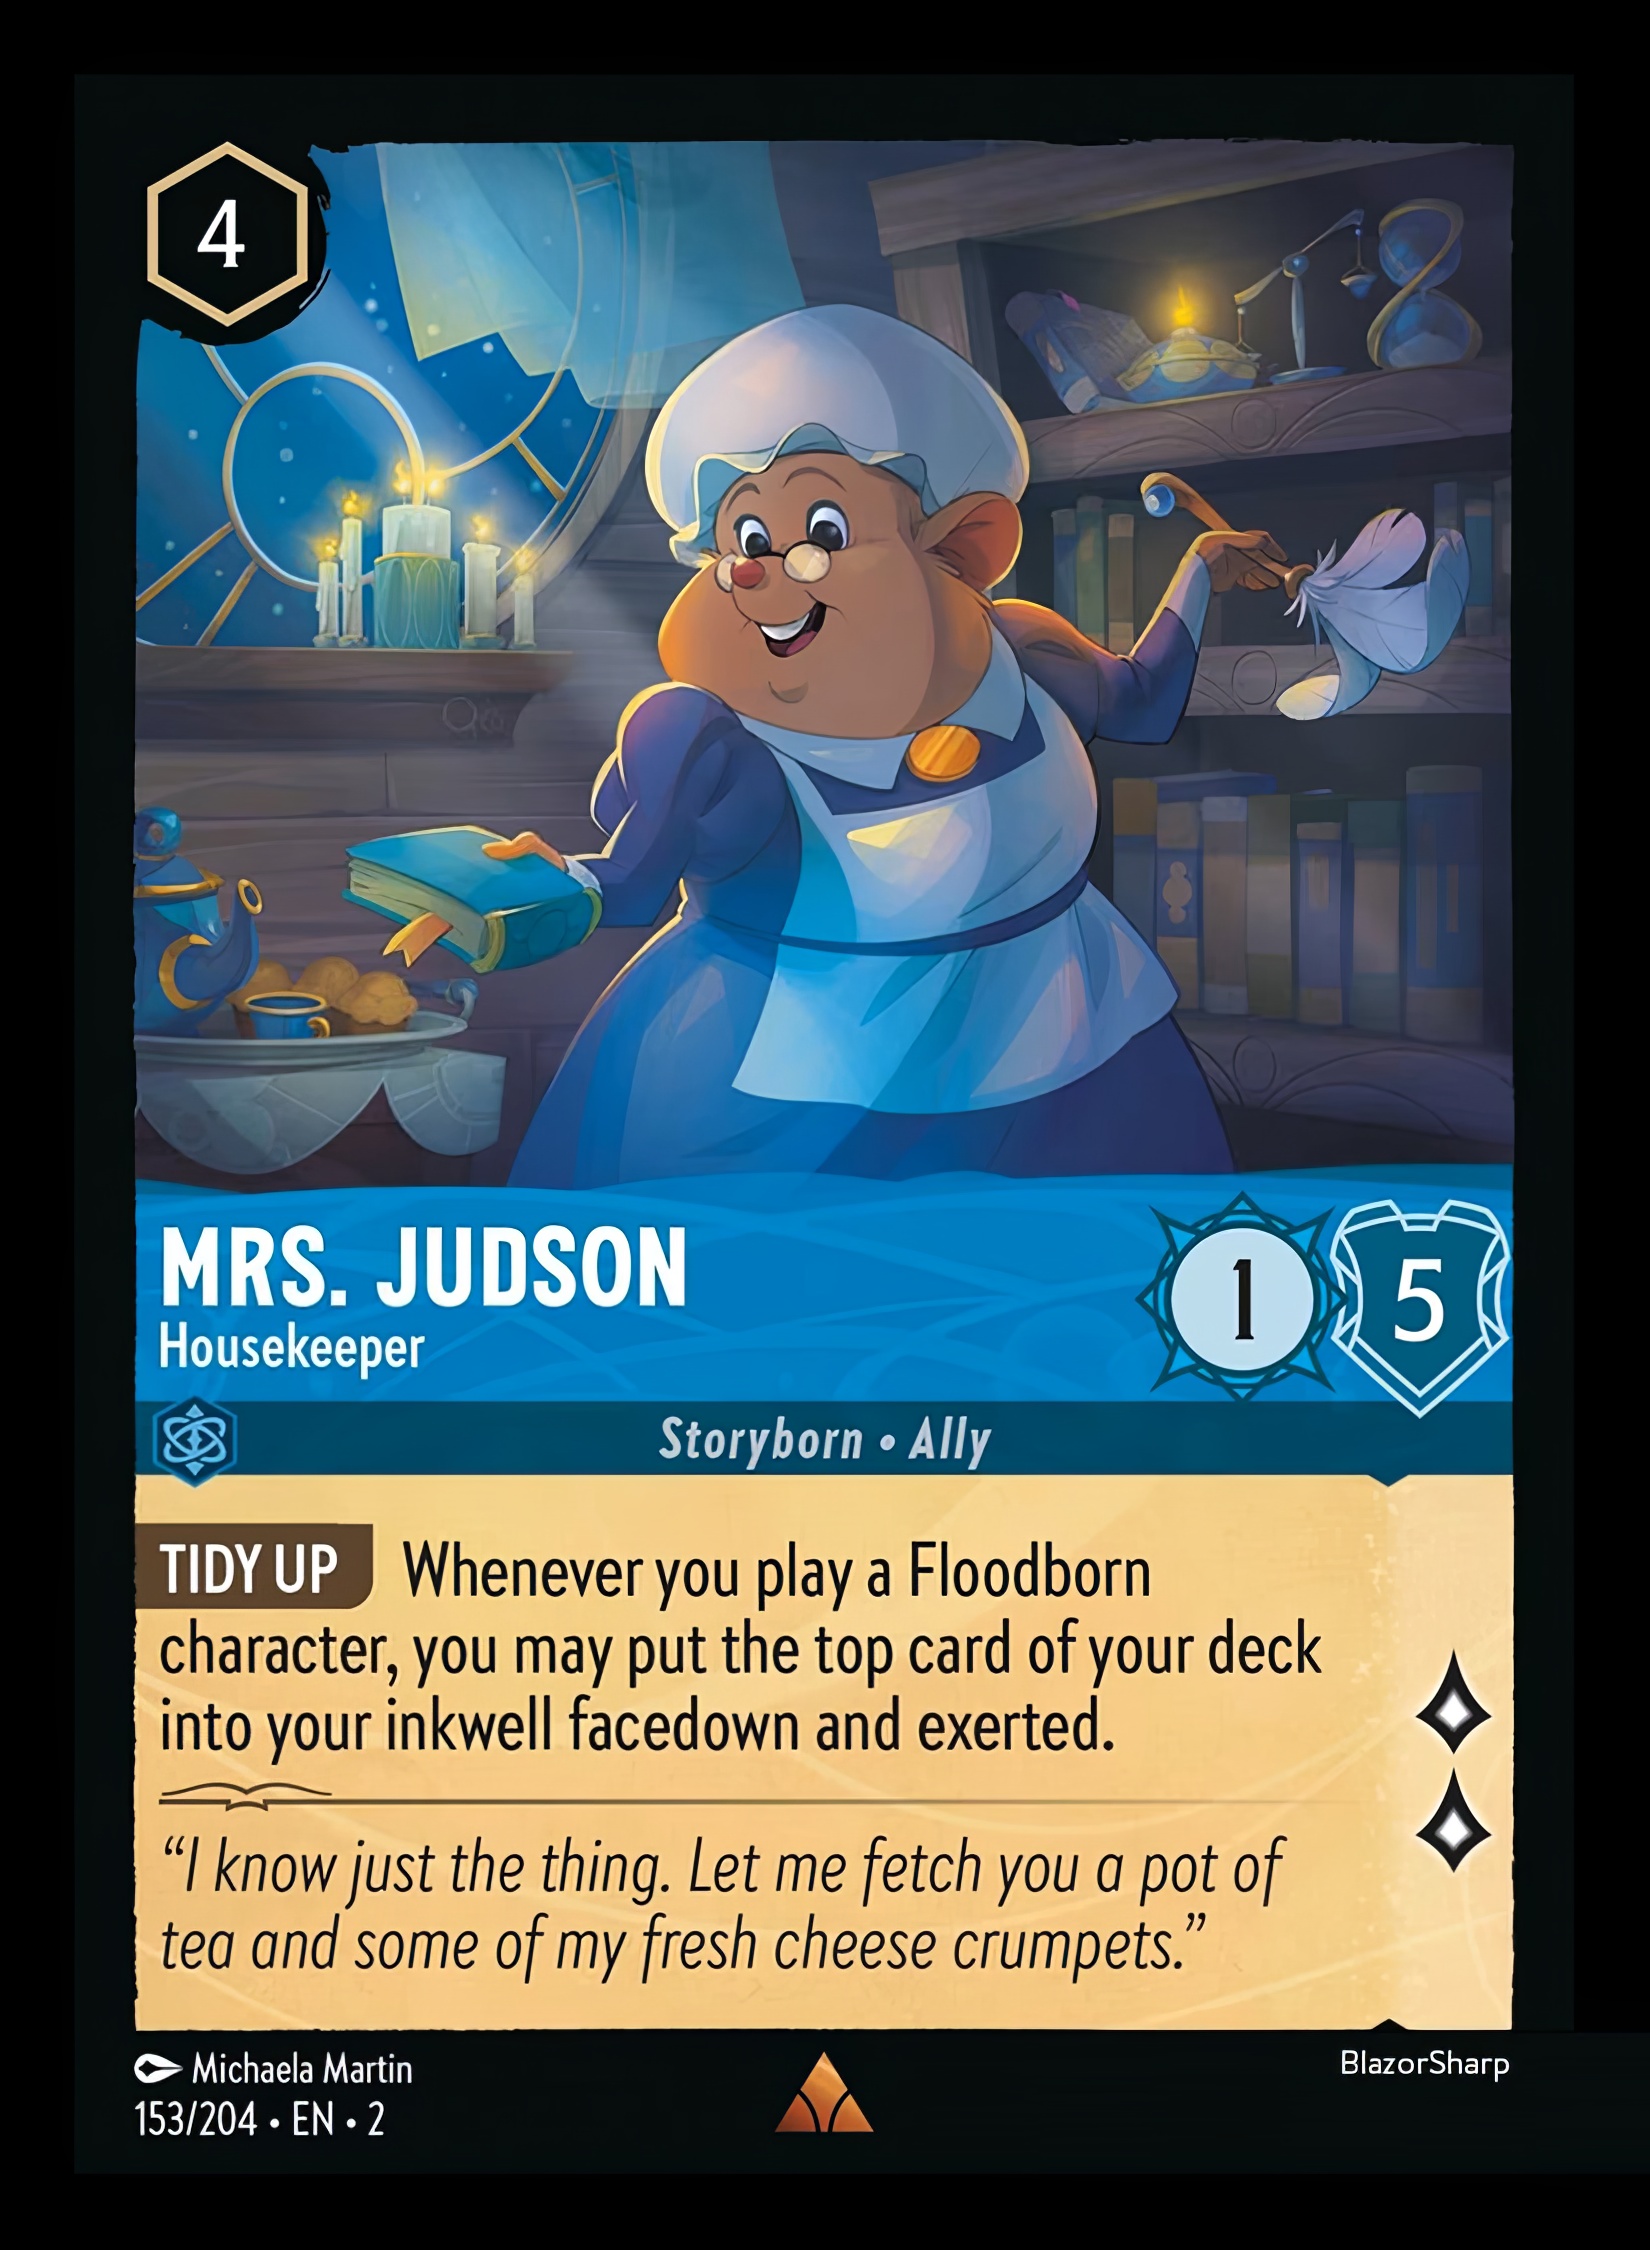 4
MRS. JUDSON
Housekeeper
1
5
Storyborn • Ally
TIDY UP Whenever you play a Floodborn
character, you may put the top card of your deck
into your inkwell facedown and exerted.
“I know just the thing. Let me fetch you a pot of
tea and some of my fresh cheese crumpets.”
Michaela Martin
BlazorSharp
153/204 • EN • 2